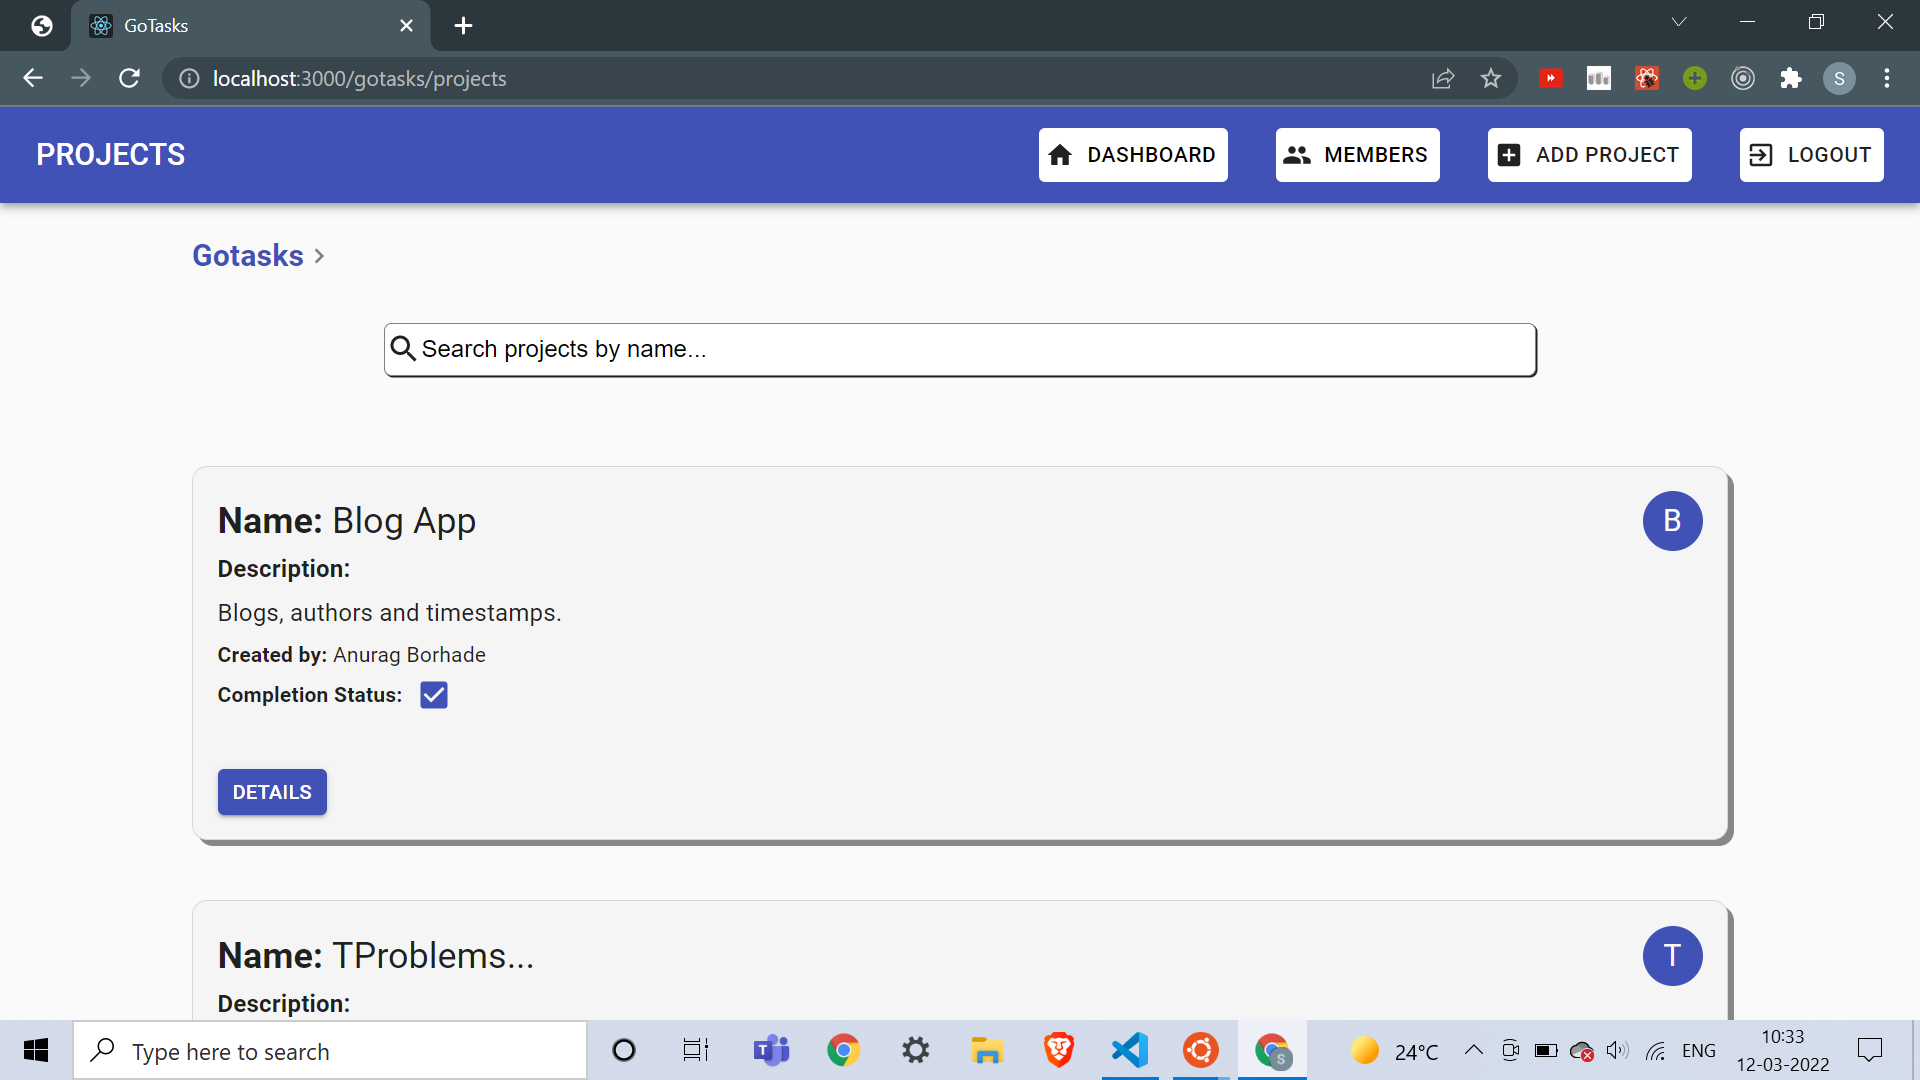 GoTasks
localhost:3000/gotasks/projects
S
PROJECTS
DASHBOARD
MEMBERS
ADD PROJECT
LOGOUT
Gotasks
Search projects by name...
Name: Blog App
B
Description:
Blogs, authors and timestamps.
Created by: Anurag Borhade
Completion Status:
DETAILS
Name: TProblems...
T
Description:
Type here to search
T
S
24°C
ENG
10:33
12-03-2022